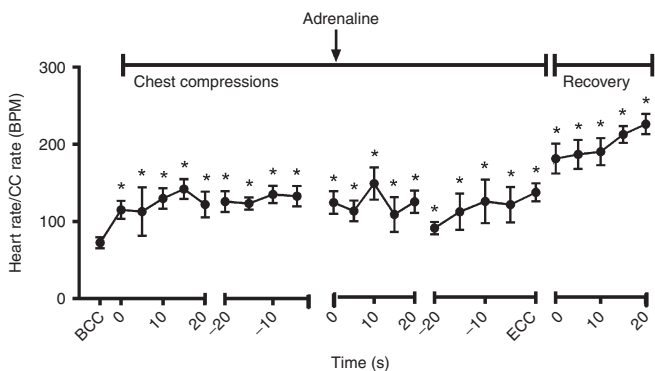 Adrenaline
Chest compressions
Recovery
Heart rate/CC rate (BPM)
300
200
100
0
* * * * * * * * * * * * * * * * * * * * * * * *
BCC 0 10 20 –20 –10 0 10 20 –20 –10 ECC 0 10 20
Time (s)